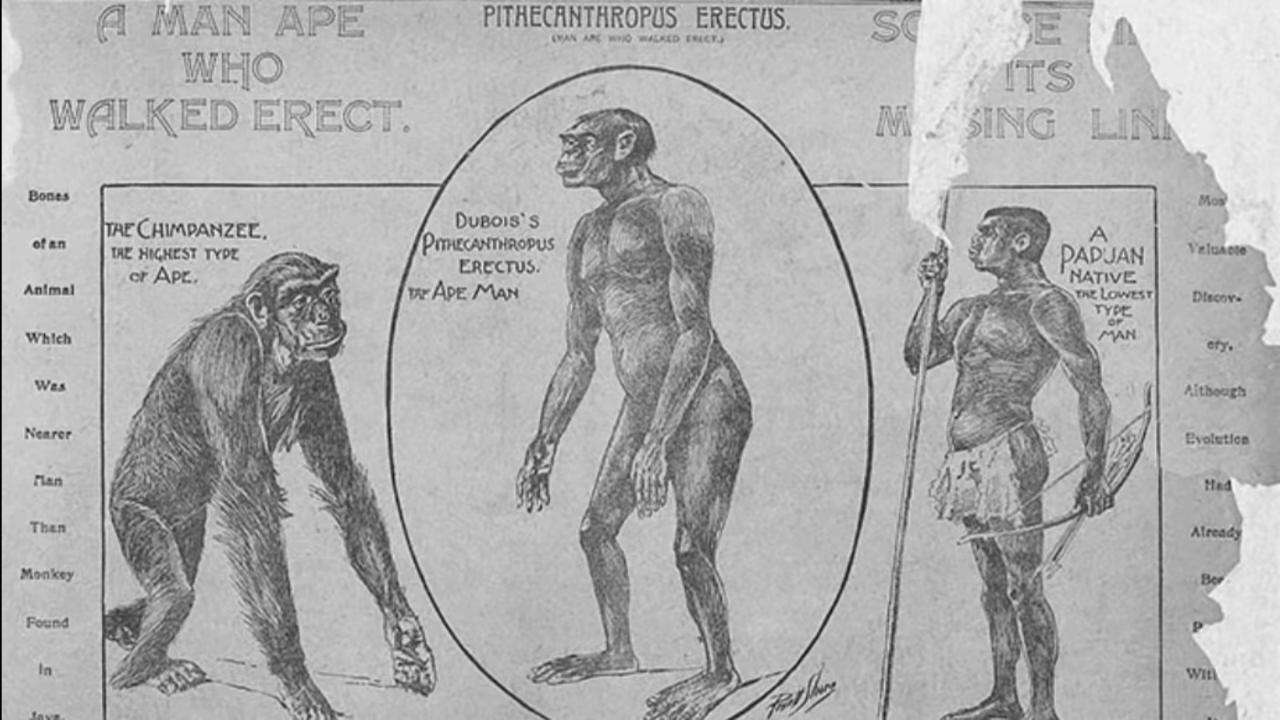 A MAN APE
WHO
WALKED ERECT.
PITHECANTHROPUS ERECTUS.
(MAN APE WHO WALKED ERECT.)
ITS
Bones
of an
Animal
Which
Was
Nearer
Man
Than
Monkey
Found
In
Java.
THE CHIMPANZEE,
THE HIGHEST TYPE
OF APE.
DUBOIS'S
PITHECANTHROPUS
ERECTUS.
THE APE MAN
A
PAPUAN
NATIVE
THE LOWEST
TYPE
OF
MAN.
Valuable
Discov-
ery,
Although
Evolution
Had
Already